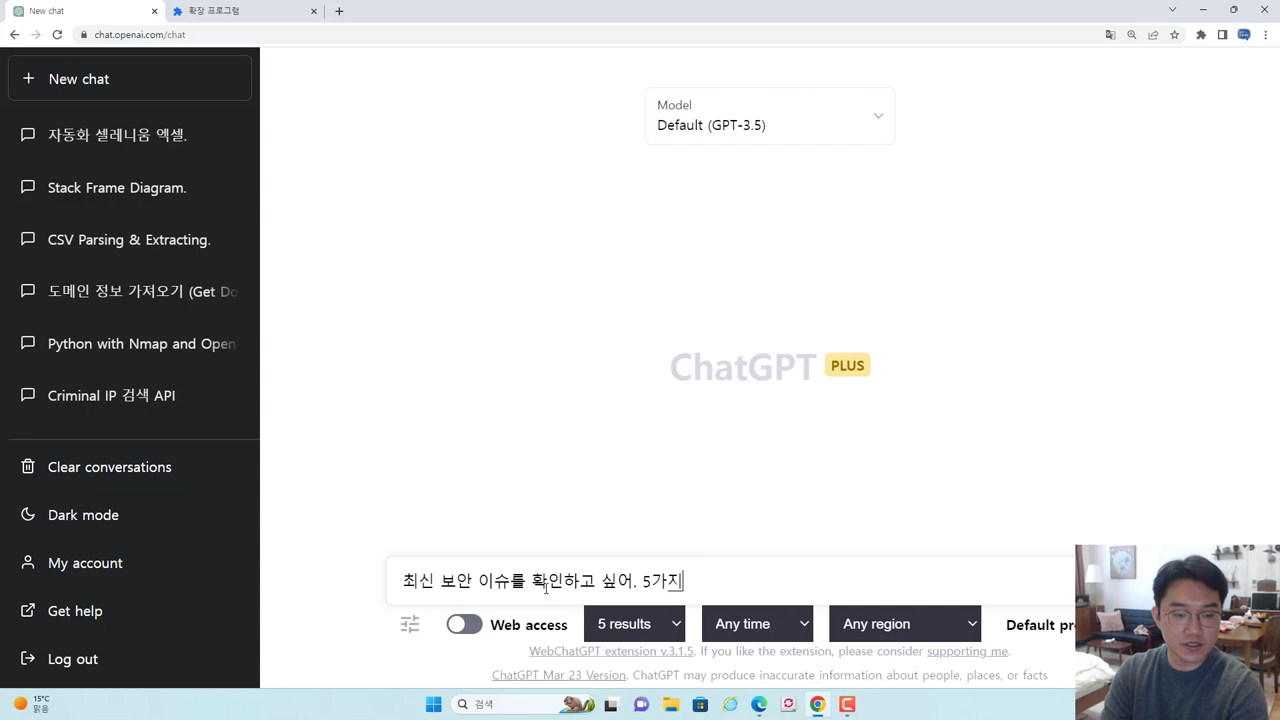 New chat
확장 프로그램
chat.openai.com/chat
New chat
자동화 셀레니움 엑셀.
Stack Frame Diagram.
CSV Parsing & Extracting.
도메인 정보 가져오기 (Get Do
Python with Nmap and Open
Criminal IP 검색 API
Clear conversations
Dark mode
My account
Get help
Log out
Model
Default (GPT-3.5)
ChatGPT PLUS
최신 보안 이슈를 확인하고 싶어. 5가지
Web access 5 results Any time Any region Default pr
WebChatGPT extension v.3.1.5. If you like the extension, please consider supporting me.
ChatGPT Mar 23 Version. ChatGPT may produce inaccurate information about people, places, or facts
15°C
맑음
검색